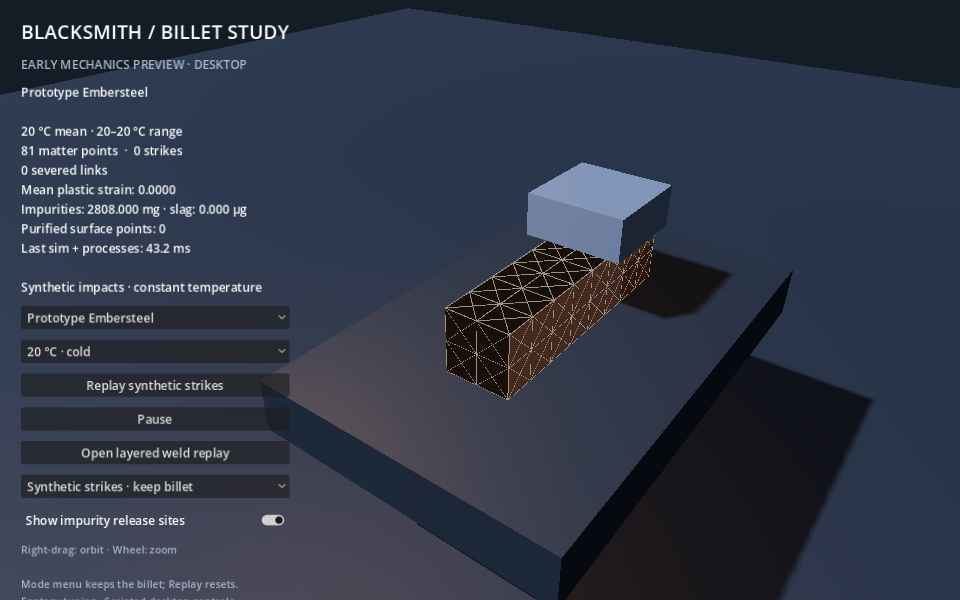 BLACKSMITH / BILLET STUDY
EARLY MECHANICS PREVIEW · DESKTOP
Prototype Embersteel
20 °C mean · 20–20 °C range
81 matter points · 0 strikes
0 severed links
Mean plastic strain: 0.0000
Impurities: 2808.000 mg · slag: 0.000 µg
Purified surface points: 0
Last sim + processes: 43.2 ms
Synthetic impacts · constant temperature
Prototype Embersteel
20 °C · cold
Replay synthetic strikes
Pause
Open layered weld replay
Synthetic strikes · keep billet
Show impurity release sites
Right-drag: orbit · Wheel: zoom
Mode menu keeps the billet; Replay resets.